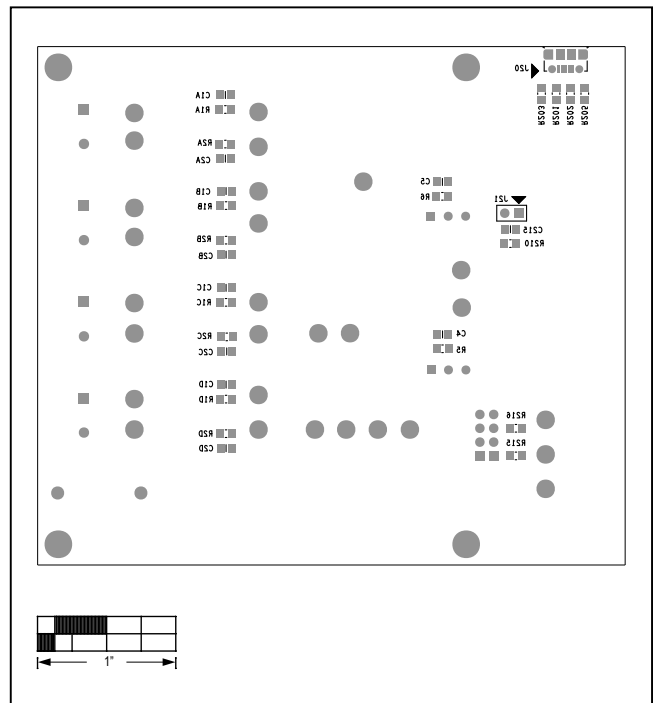 J20
R203
R201
R202
R205
C1A
R1A
R2A
C2A
C1B
R1B
R2B
C2B
C1C
R1C
R2C
C2C
C1D
R1D
R2D
C2D
C5
R6
J21
C215
R210
C4
R5
R216
R215
1"